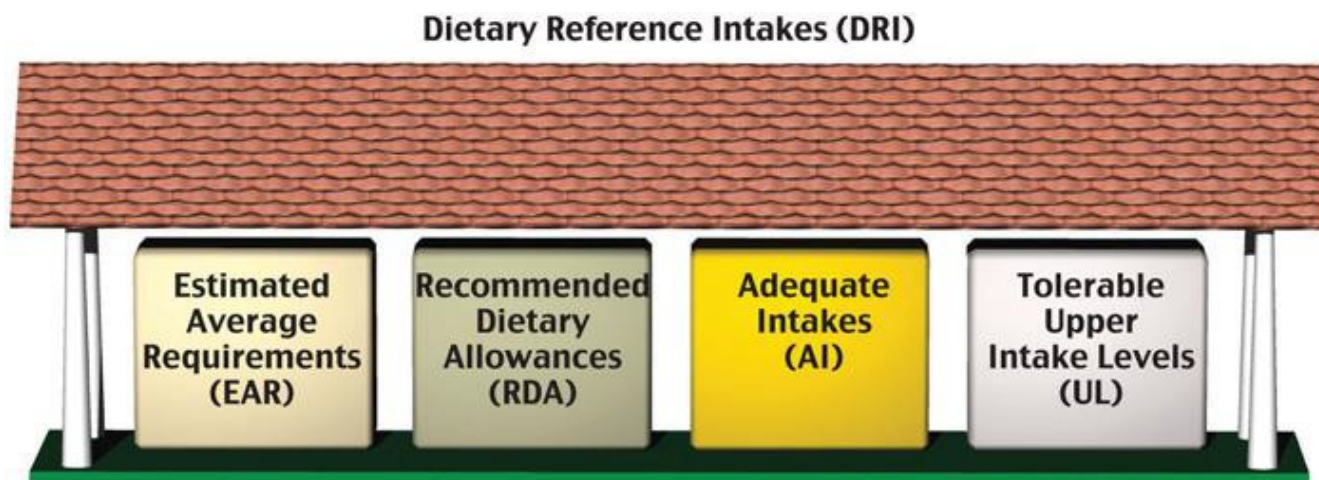 Dietary Reference Intakes (DRI)
Estimated
Average
Requirements
(EAR)
Recommended
Dietary
Allowances
(RDA)
Adequate
Intakes
(AI)
Tolerable
Upper
Intake Levels
(UL)